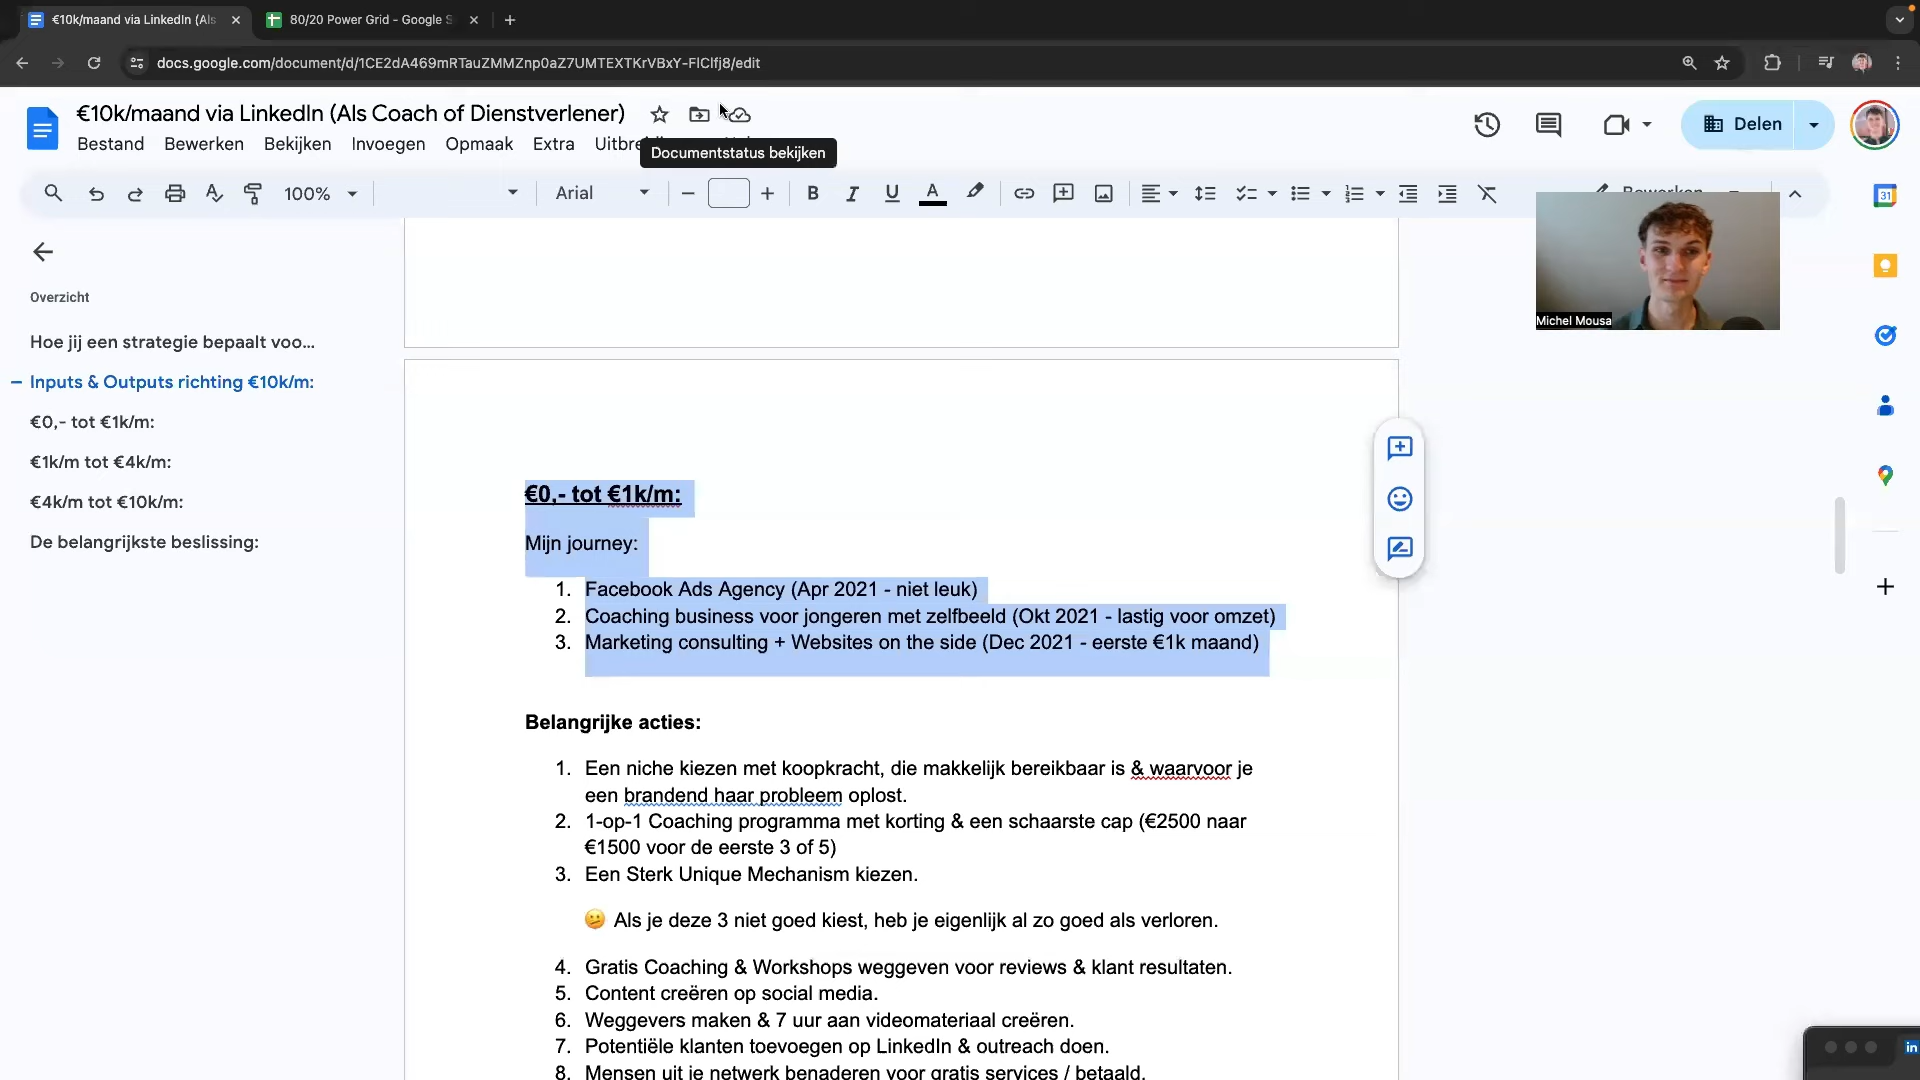 €10k/maand via LinkedIn (Als
80/20 Power Grid - Google S
docs.google.com/document/d/1CE2dA469mRTauZMMZnp0aZ7UMTEXTKrVBxY-FlClfj8/edit
€10k/maand via LinkedIn (Als Coach of Dienstverlener)
Bestand Bewerken Bekijken Invoegen Opmaak Extra Uitbre
Documentstatus bekijken
Delen
100%
Arial
Bewerken
Michel Mousa
Overzicht
Hoe jij een strategie bepaalt voo...
Inputs & Outputs richting €10k/m:
€0,- tot €1k/m:
€1k/m tot €4k/m:
€4k/m tot €10k/m:
De belangrijkste beslissing:
€0,- tot €1k/m:
Mijn journey:
1. Facebook Ads Agency (Apr 2021 - niet leuk)
2. Coaching business voor jongeren met zelfbeeld (Okt 2021 - lastig voor omzet)
3. Marketing consulting + Websites on the side (Dec 2021 - eerste €1k maand)
Belangrijke acties:
1. Een niche kiezen met koopkracht, die makkelijk bereikbaar is & waarvoor je
een brandend haar probleem oplost.
2. 1-op-1 Coaching programma met korting & een schaarste cap (€2500 naar
€1500 voor de eerste 3 of 5)
3. Een Sterk Unique Mechanism kiezen.
🫤 Als je deze 3 niet goed kiest, heb je eigenlijk al zo goed als verloren.
4. Gratis Coaching & Workshops weggeven voor reviews & klant resultaten.
5. Content creëren op social media.
6. Weggevers maken & 7 uur aan videomateriaal creëren.
7. Potentiële klanten toevoegen op LinkedIn & outreach doen.
8. Mensen uit je netwerk benaderen voor gratis services / betaald.
31
in